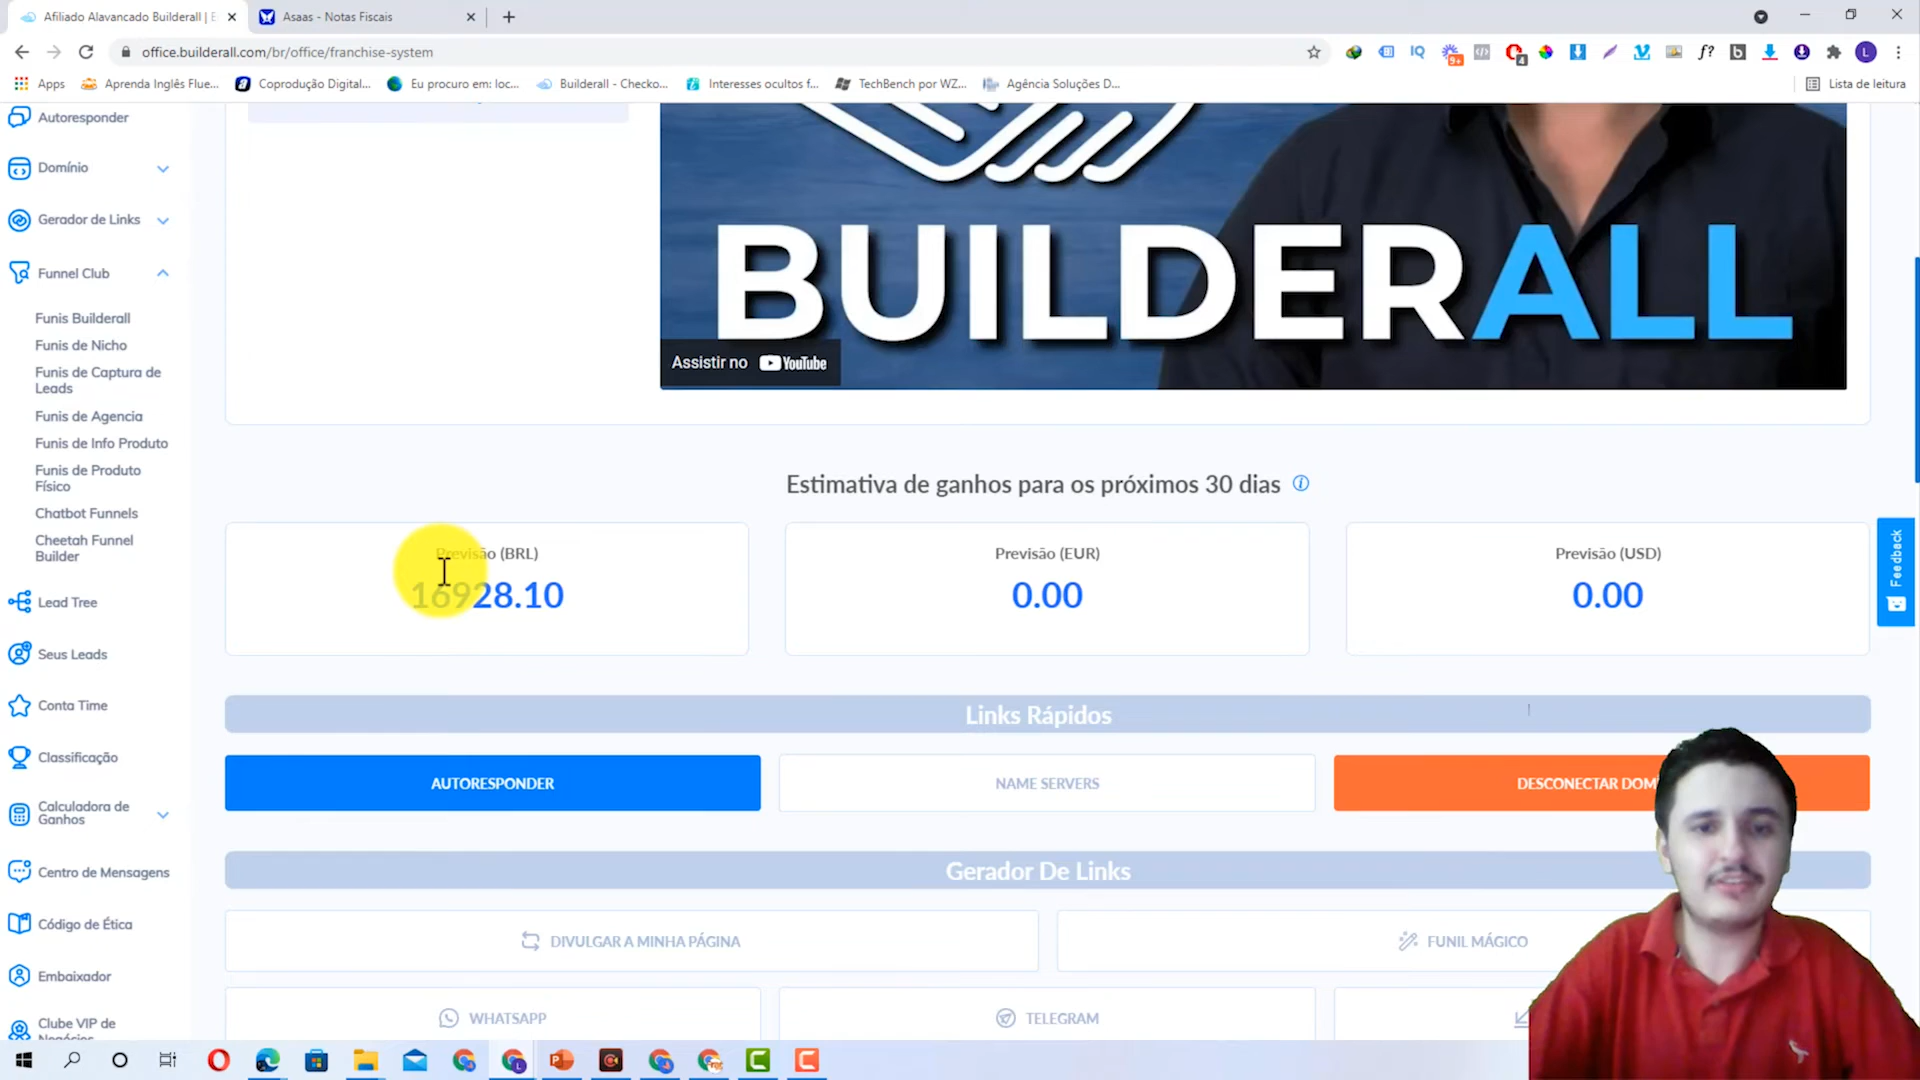 Afiliado Alavancado Builderall | E
Asaas - Notas Fiscais
office.builderall.com/br/office/franchise-system
Apps
Aprenda Inglês Flue...
Coprodução Digital...
Eu procuro em: loc...
Builderall - Checko...
Interesses ocultos f...
TechBench por WZ...
Agência Soluções D...
Lista de leitura
Autoresponder
Domínio
Gerador de Links
Funnel Club
Funis Builderall
Funis de Nicho
Funis de Captura de
Leads
Funis de Agencia
Funis de Info Produto
Funis de Produto
Físico
Chatbot Funnels
Cheetah Funnel
Builder
Lead Tree
Seus Leads
Conta Time
Classificação
Calculadora de
Ganhos
Centro de Mensagens
Código de Ética
Embaixador
Clube VIP de
Negócios
BUILDERALL
Assistir no YouTube
Estimativa de ganhos para os próximos 30 dias
Previsão (BRL)
16928.10
Previsão (EUR)
0.00
Previsão (USD)
0.00
Feedback
Links Rápidos
AUTORESPONDER
NAME SERVERS
DESCONECTAR DOM
Gerador De Links
DIVULGAR A MINHA PÁGINA
FUNIL MÁGICO
WHATSAPP
TELEGRAM